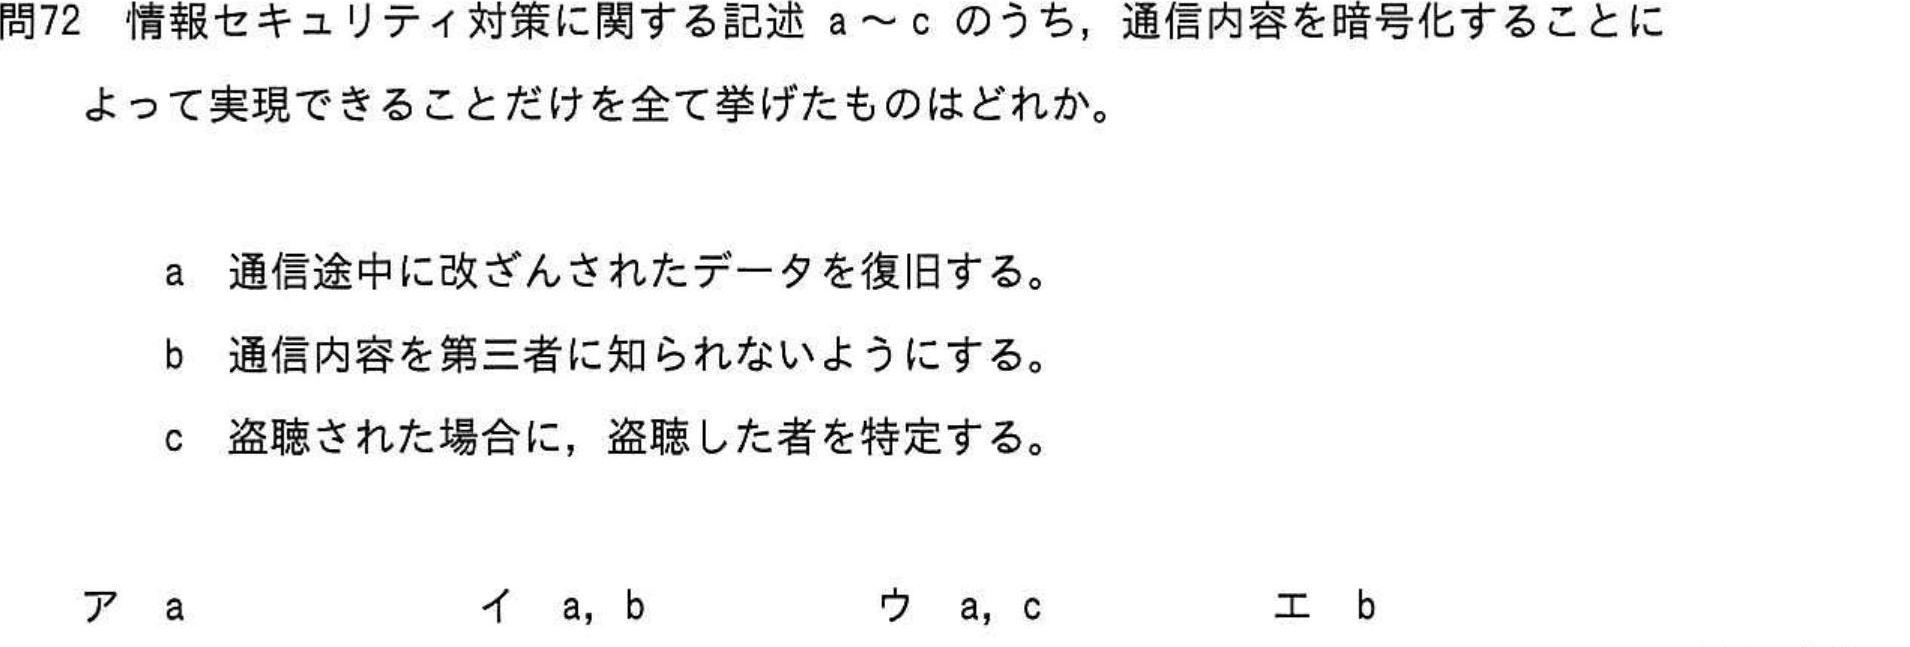 問72 情報セキュリティ対策に関する記述 a～c のうち，通信内容を暗号化することに
よって実現できることだけを全て挙げたものはどれか。
a 通信途中に改ざんされたデータを復旧する。
b 通信内容を第三者に知られないようにする。
c 盗聴された場合に，盗聴した者を特定する。
ア a イ a, b ウ a, c エ b